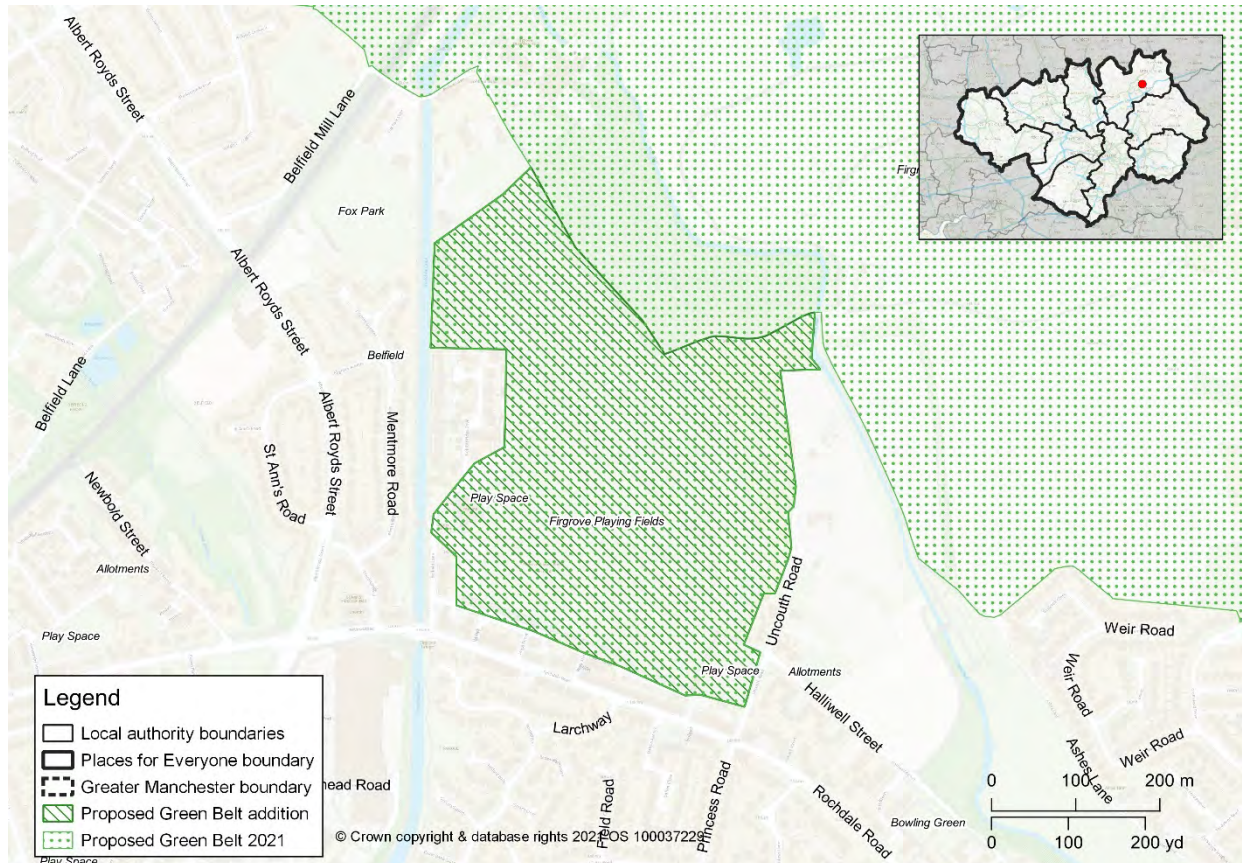 Albert Royds Street
Belfield Mill Lane
Fox Park
Albert Royds Street
Belfield Lane
Belfield
Albert Royds Street
Mentmore Road
St Ann's Road
Newbold Street
Allotments
Play Space
Play Space
Firgrove Playing Fields
Uncouth Road
Play Space
Allotments
Halliwell Street
Weir Road
Weir Road
Weir Road
Ashes Lane
Larchway
Field Road
Princess Road
Rochdale Road
Bowling Green
Play Space
Legend
Local authority boundaries
Places for Everyone boundary
Greater Manchester boundary
Proposed Green Belt addition
Proposed Green Belt 2021
© Crown copyright & database rights 2021 OS 100037229
0 100 200 m
0 100 200 yd